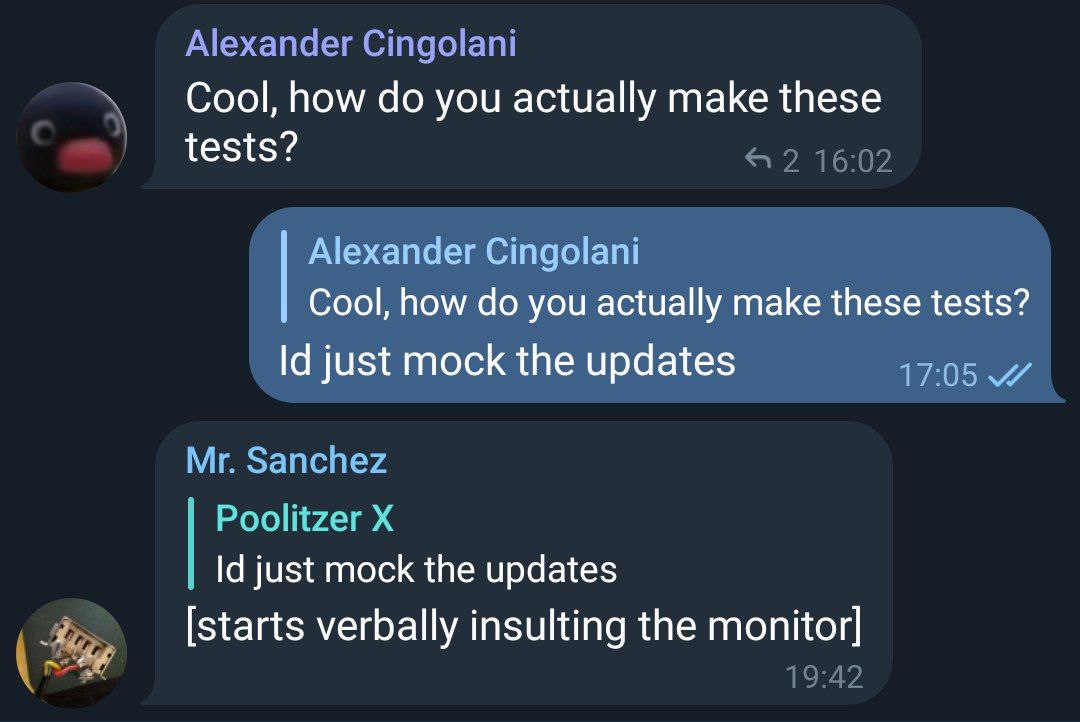 Alexander Cingolani
Cool, how do you actually make these
tests?
2 16:02
Alexander Cingolani
Cool, how do you actually make these tests?
Id just mock the updates
17:05
Mr. Sanchez
Poolitzer X
Id just mock the updates
[starts verbally insulting the monitor]
19:42